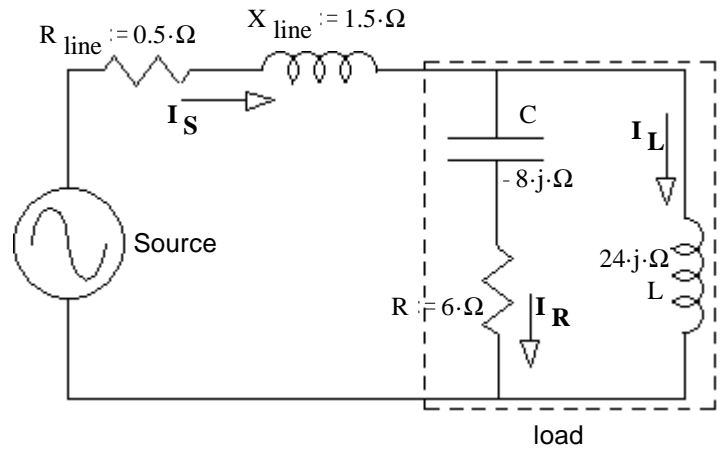 R line := 0.5·Ω
X line := 1.5·Ω
I S
C
I L
- 8·j·Ω
Source
24·j·Ω
L
R := 6·Ω
I R
load